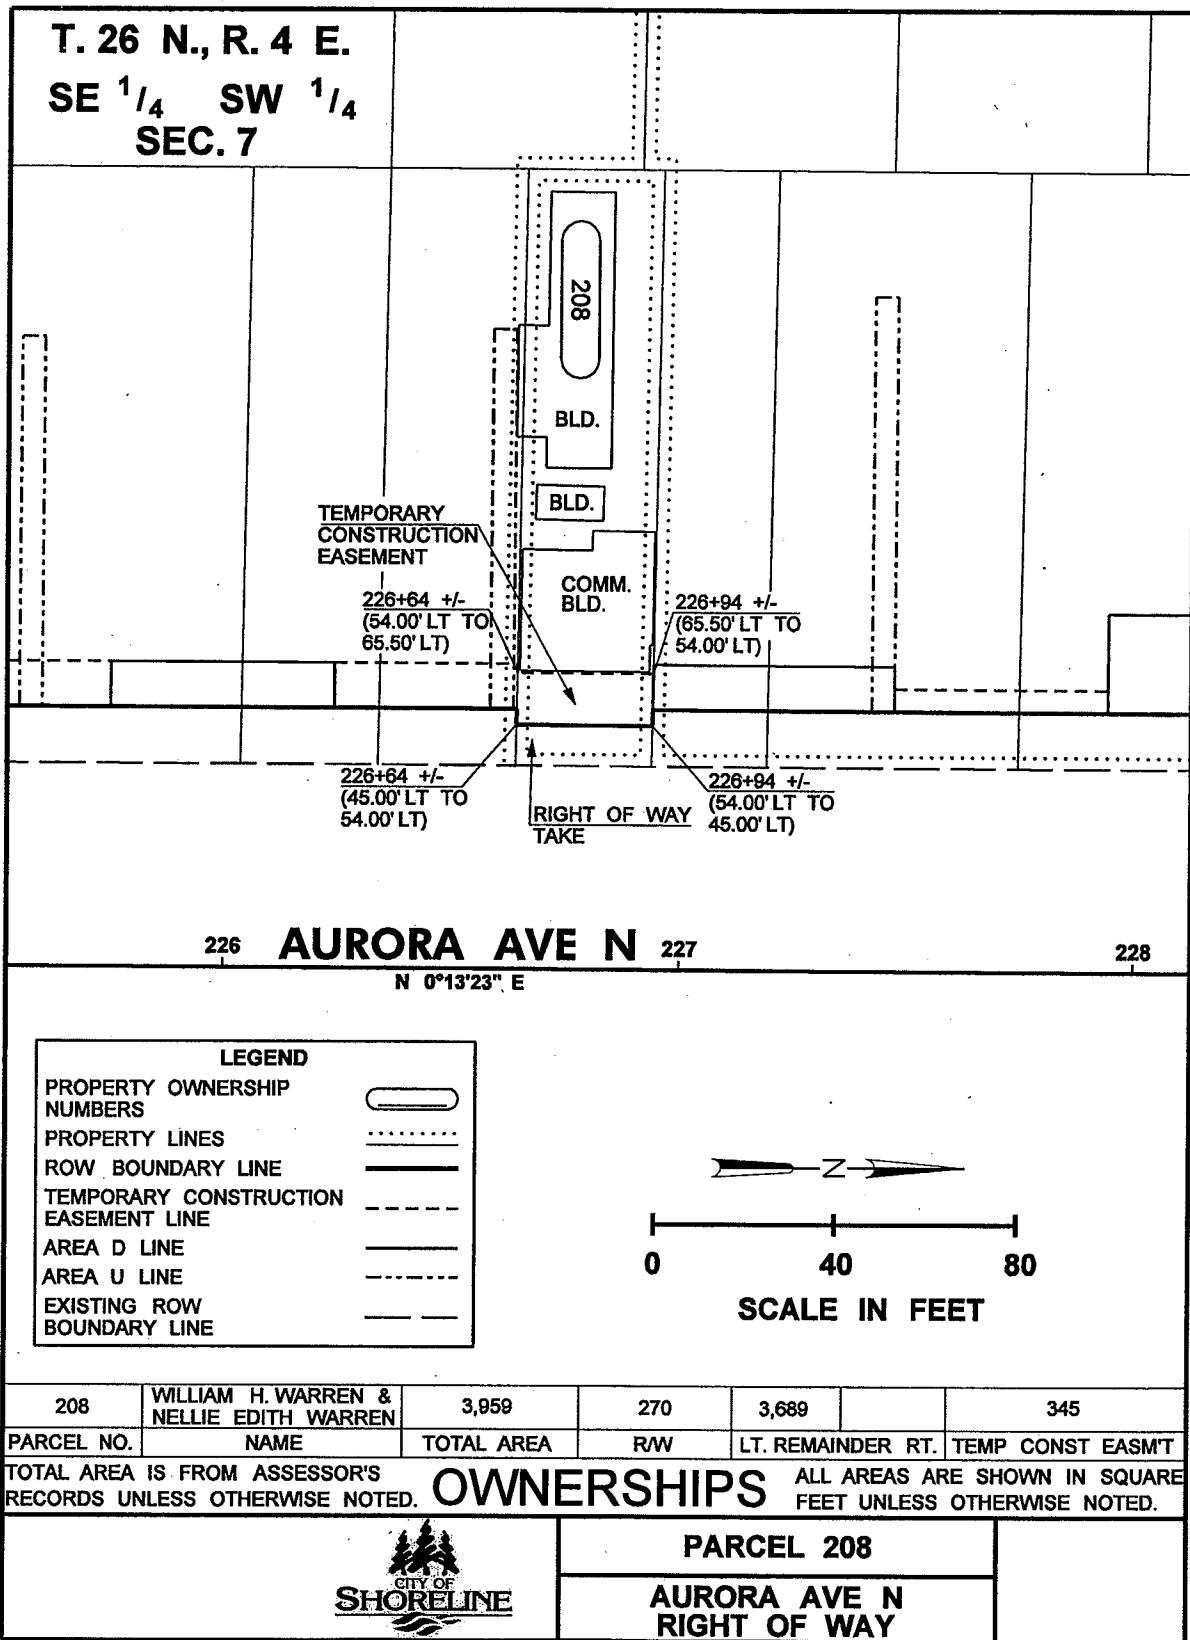 T. 26 N., R. 4 E.
SE 1/4 SW 1/4
SEC. 7
208
BLD.
BLD.
TEMPORARY
CONSTRUCTION
EASEMENT
COMM.
BLD.
226+64 +/-
(54.00' LT TO
65.50' LT)
226+94 +/-
(65.50' LT TO
54.00' LT)
226+64 +/-
(45.00' LT TO
54.00' LT)
RIGHT OF WAY
TAKE
226+94 +/-
(54.00' LT TO
45.00' LT)
226 AURORA AVE N 227 228
N 0°13'23" E
LEGEND
PROPERTY OWNERSHIP
NUMBERS
PROPERTY LINES
ROW BOUNDARY LINE
TEMPORARY CONSTRUCTION
EASEMENT LINE
AREA D LINE
AREA U LINE
EXISTING ROW
BOUNDARY LINE
N
0 40 80
SCALE IN FEET
208 WILLIAM H. WARREN & 3,959 270 3,689 345
NELLIE EDITH WARREN
PARCEL NO. NAME TOTAL AREA R/W LT. REMAINDER RT. TEMP CONST EASM'T
TOTAL AREA IS FROM ASSESSOR'S
RECORDS UNLESS OTHERWISE NOTED.
OWNERSHIPS
ALL AREAS ARE SHOWN IN SQUARE
FEET UNLESS OTHERWISE NOTED.
CITY OF
SHORELINE
PARCEL 208
AURORA AVE N
RIGHT OF WAY